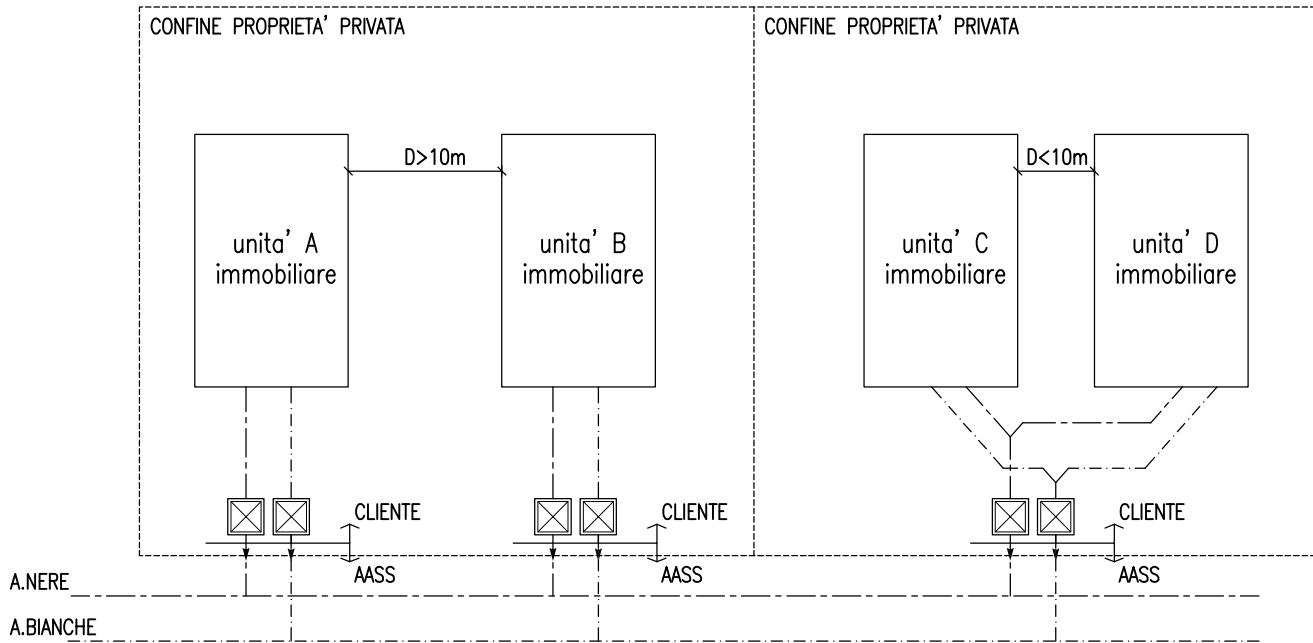 CONFINE PROPRIETA' PRIVATA
CONFINE PROPRIETA' PRIVATA
D>10m
D<10m
unita' A
immobiliare
unita' B
immobiliare
unita' C
immobiliare
unita' D
immobiliare
CLIENTE
CLIENTE
CLIENTE
AASS
AASS
AASS
A.NERE
A.BIANCHE